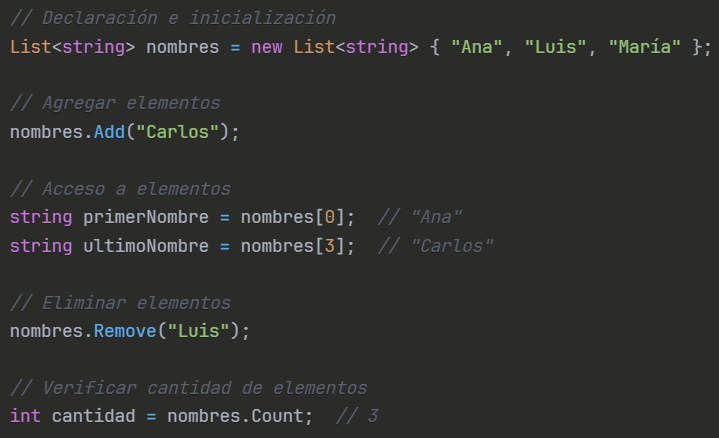 // Declaración e inicialización
List<string> nombres = new List<string> { "Ana", "Luis", "María" };

// Agregar elementos
nombres.Add("Carlos");

// Acceso a elementos
string primerNombre = nombres[0];  // "Ana"
string ultimoNombre = nombres[3];  // "Carlos"

// Eliminar elementos
nombres.Remove("Luis");

// Verificar cantidad de elementos
int cantidad = nombres.Count;  // 3